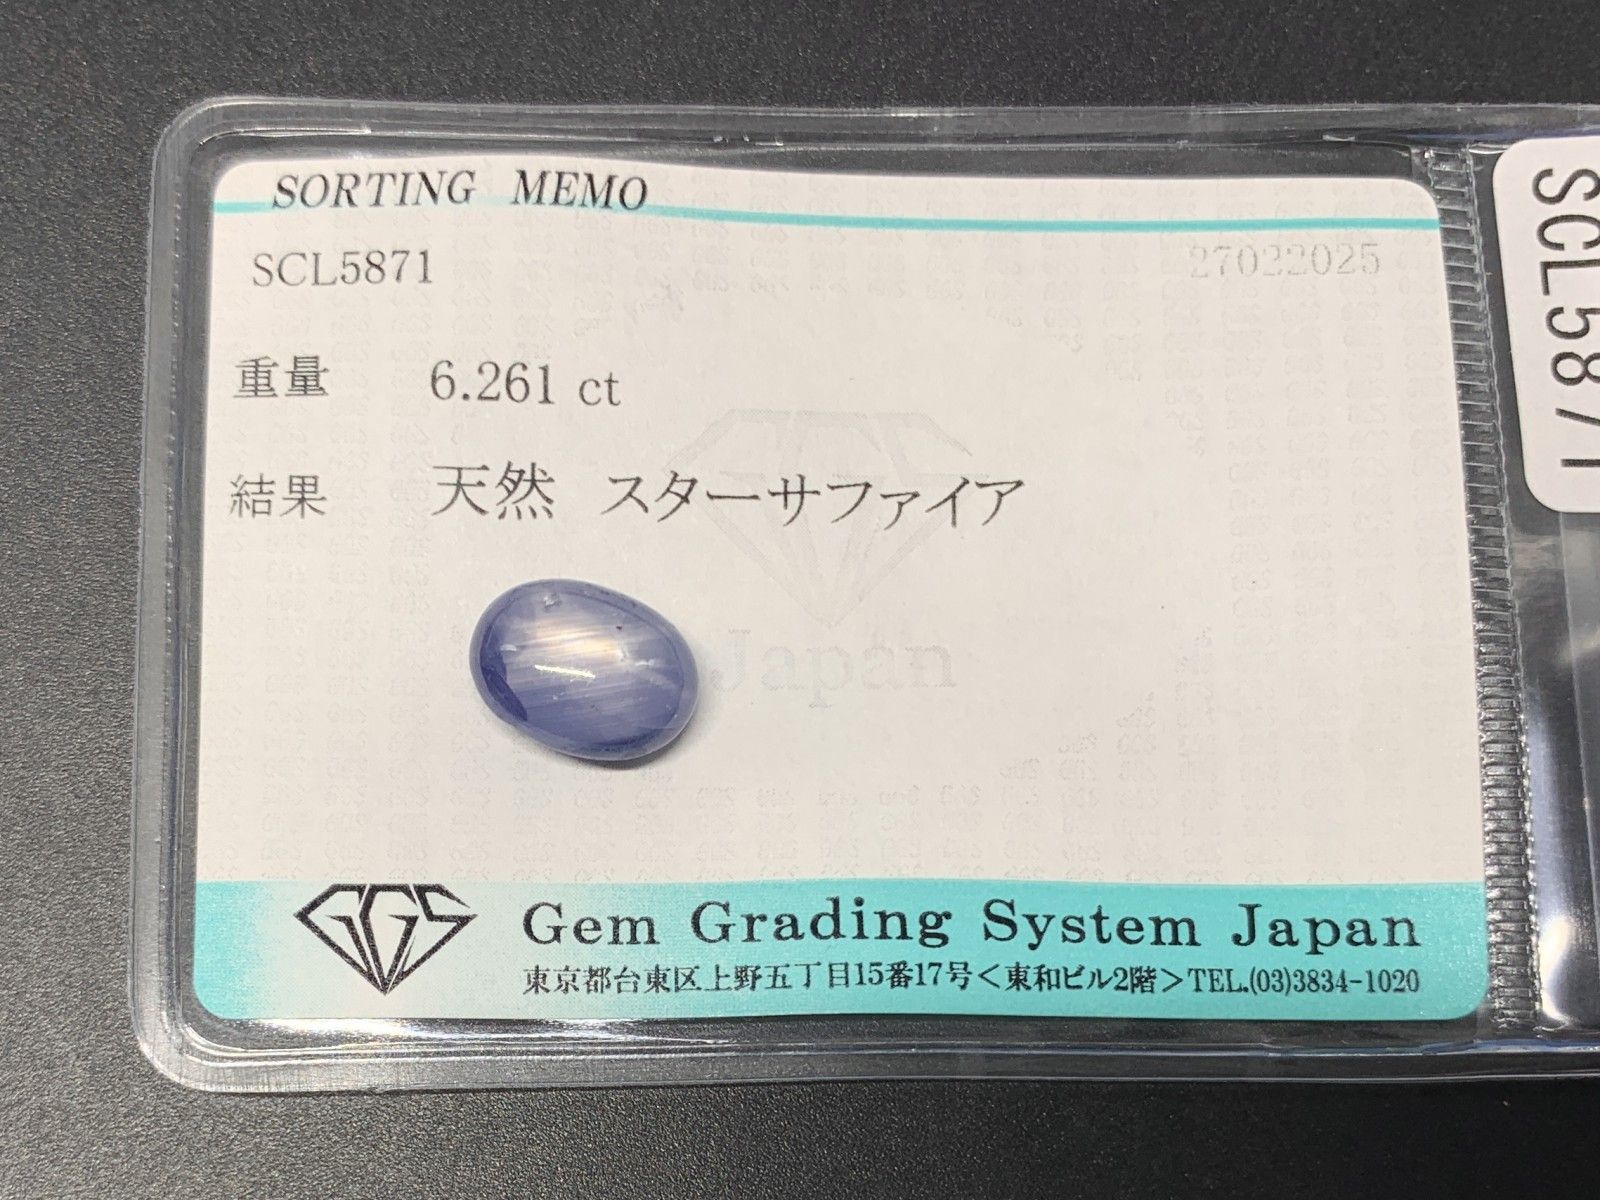 SORTING MEMO
SCL5871
27022025
重量 6.261 ct
結果 天然 スターサファイア
Japan
GGS
Gem Grading System Japan
東京都台東区上野五丁目15番17号<東和ビル2階>TEL.(03)3834-1020
SCL5871